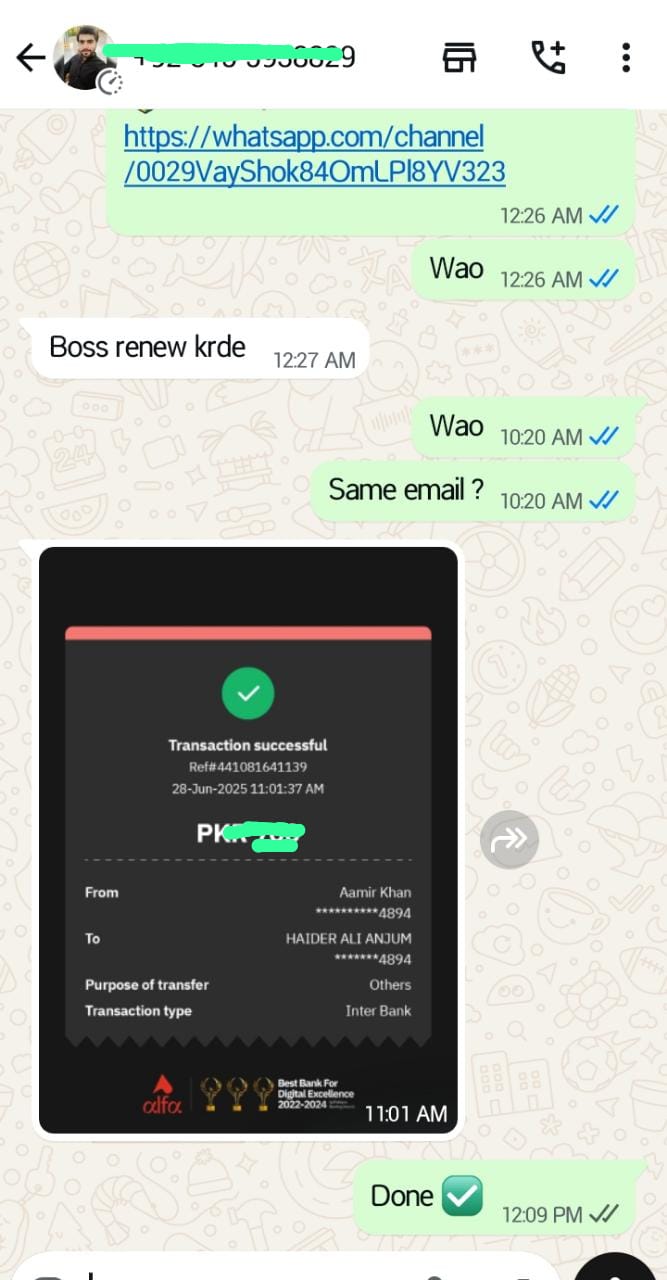 https://whatsapp.com/channel
/0029VayShok84OmLPl8YV323
12:26 AM
Wao 12:26 AM
Boss renew krde 12:27 AM
Wao 10:20 AM
Same email ? 10:20 AM
Transaction successful
Ref#441081641139
28-Jun-2025 11:01:37 AM
PKR
From Aamir Khan
**********4894
To HAIDER ALI ANJUM
*******4894
Purpose of transfer Others
Transaction type Inter Bank
alfa Best Bank For
Digital Excellence
2022-2024
11:01 AM
Done ✅ 12:09 PM